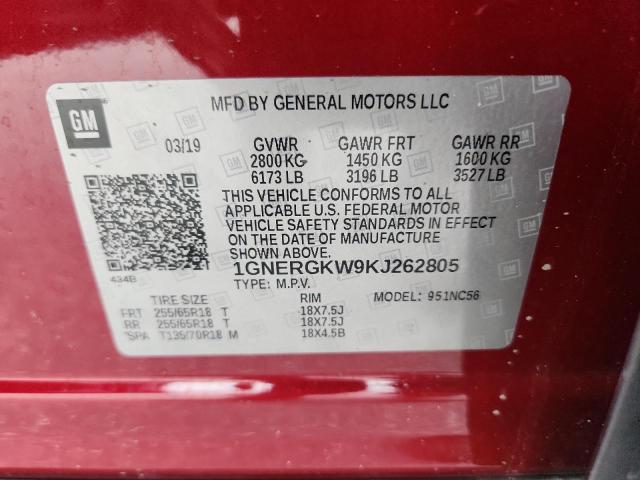 GM
MFD BY GENERAL MOTORS LLC
03/19 GVWR GAWR FRT GAWR RR
2800 KG 1450 KG 1600 KG
6173 LB 3196 LB 3527 LB
THIS VEHICLE CONFORMS TO ALL
APPLICABLE U.S. FEDERAL MOTOR
VEHICLE SAFETY STANDARDS IN EFFECT
ON THE DATE OF MANUFACTURE
SHOWN ABOVE.
434B 1GNERGKW9KJ262805
TYPE: M.P.V. MODEL: 951NC56
TIRE SIZE RIM
FRT 255/65R18 T 18X7.5J
RR 255/65R18 T 18X7.5J
SPA T135/70R18 M 18X4.5B